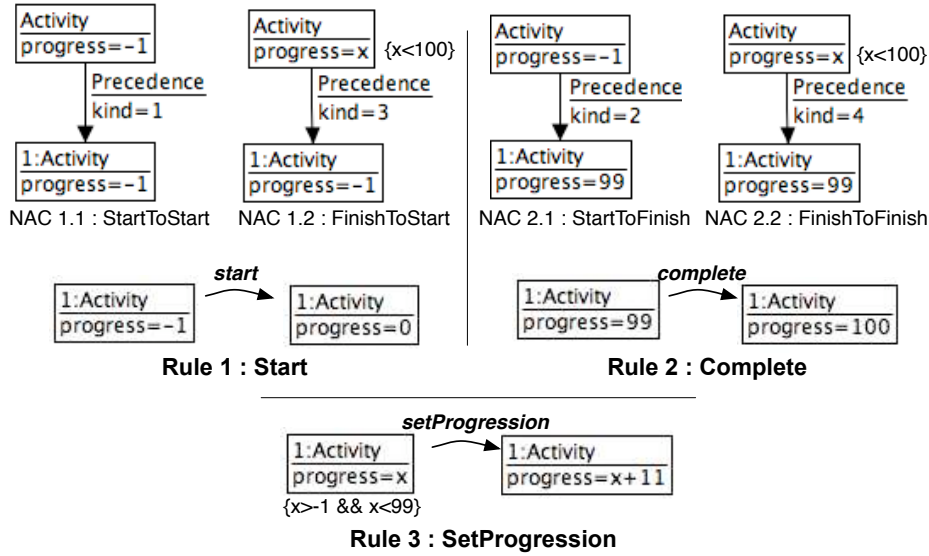 Activity
progress=-1
Precedence
kind=1
1:Activity
progress=-1
NAC 1.1 : StartToStart
Activity
progress=x
{x<100}
Precedence
kind=3
1:Activity
progress=-1
NAC 1.2 : FinishToStart
start
1:Activity
progress=-1
1:Activity
progress=0
Rule 1 : Start
Activity
progress=-1
Precedence
kind=2
1:Activity
progress=99
NAC 2.1 : StartToFinish
Activity
progress=x
{x<100}
Precedence
kind=4
1:Activity
progress=99
NAC 2.2 : FinishToFinish
complete
1:Activity
progress=99
1:Activity
progress=100
Rule 2 : Complete
setProgression
1:Activity
progress=x
{x>-1 && x<99}
1:Activity
progress=x+11
Rule 3 : SetProgression